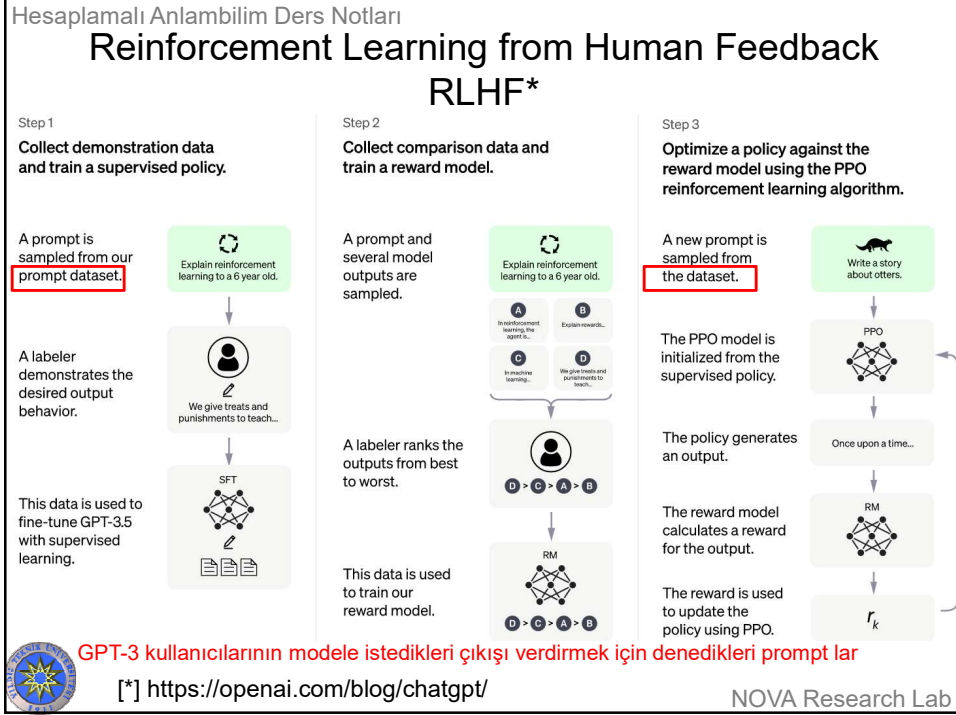 Hesaplamalı Anlambilim Ders Notları
Reinforcement Learning from Human Feedback
RLHF*
Step 1
Collect demonstration data
and train a supervised policy.
A prompt is
sampled from our
prompt dataset.
Explain reinforcement
learning to a 6 year old.
A labeler
demonstrates the
desired output
behavior.
We give treats and
punishments to teach...
This data is used to
fine-tune GPT-3.5
with supervised
learning.
SFT
Step 2
Collect comparison data and
train a reward model.
A prompt and
several model
outputs are
sampled.
Explain reinforcement
learning to a 6 year old.
A
In reinforcement
learning, the
agent is...
B
Explain rewards...
C
In machine
learning...
D
We give treats and
punishments to
teach...
A labeler ranks the
outputs from best
to worst.
D > C > A > B
This data is used
to train our
reward model.
RM
D > C > A > B
Step 3
Optimize a policy against the
reward model using the PPO
reinforcement learning algorithm.
A new prompt is
sampled from
the dataset.
Write a story
about otters.
The PPO model is
initialized from the
supervised policy.
PPO
The policy generates
an output.
Once upon a time...
The reward model
calculates a reward
for the output.
RM
The reward is used
to update the
policy using PPO.
rk
GPT-3 kullanıcılarının modele istedikleri çıkışı verdirmek için denedikleri prompt lar
[*] https://openai.com/blog/chatgpt/
NOVA Research Lab